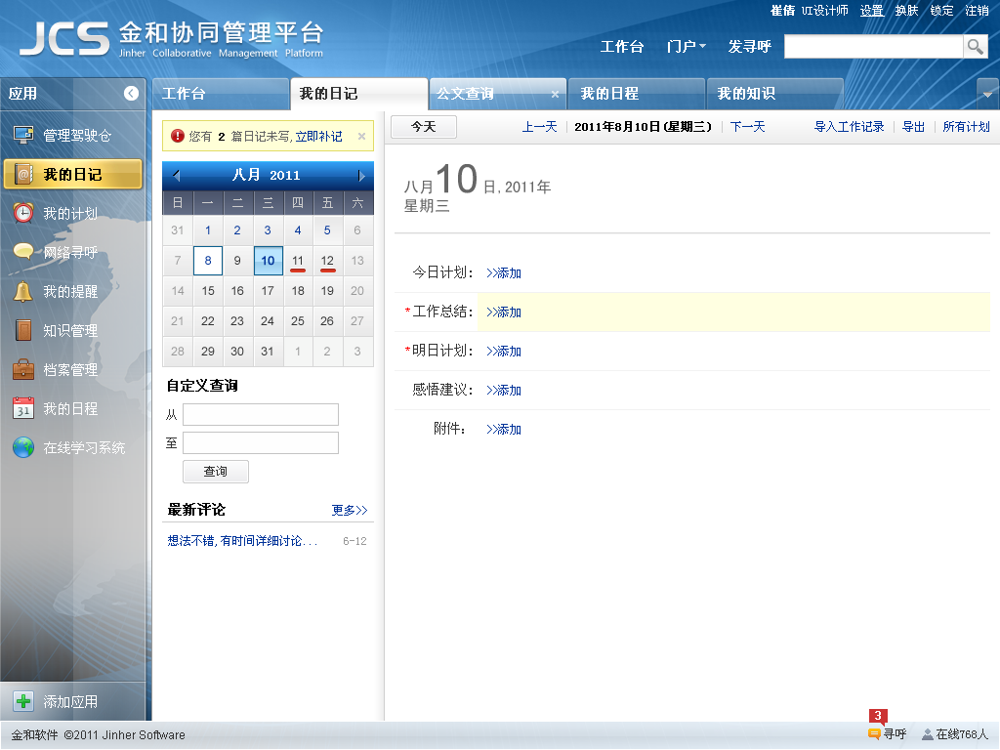 崔信 UI设计师 设置 换肤 锁定 注销
JCS 金和协同管理平台
Jinher Collaborative Management Platform
工作台 门户 发寻呼
应用
工作台 我的日记 公文查询 × 我的日程 我的知识
管理驾驶仓
我的日记
我的计划
网络寻呼
我的提醒
知识管理
档案管理
我的日程
31
在线学习系统
添加应用
您有 2 篇日记未写,立即补记 ×
八月 2011
日 一 二 三 四 五 六
31 1 2 3 4 5 6
7 8 9 10 11 12 13
14 15 16 17 18 19 20
21 22 23 24 25 26 27
28 29 30 31 1 2 3
自定义查询
从
至
查询
最新评论 更多>>
想法不错,有时间详细讨论... 6-12
今天 上一天 2011年8月10日(星期三) 下一天 导入工作记录 导出 所有计划
八月10日, 2011年
星期三
今日计划: >>添加
*工作总结: >>添加
*明日计划: >>添加
感悟建议: >>添加
附件: >>添加
金和软件 ©2011 Jinher Software
3
寻呼 在线768人